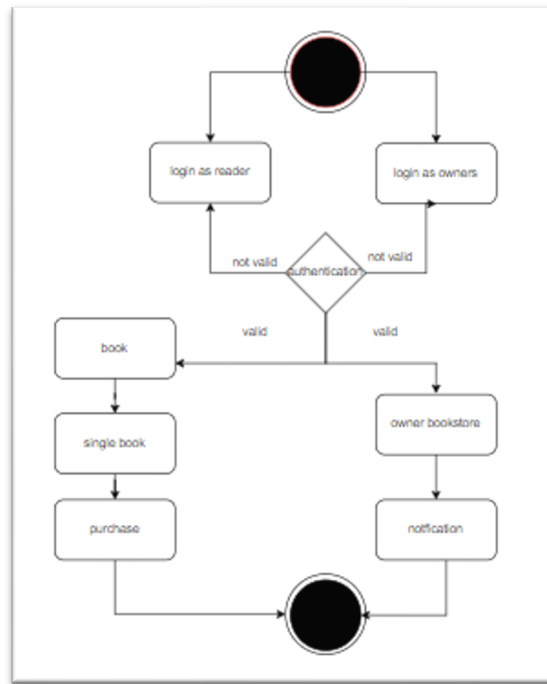 login as reader
login as owners
not valid
authentication
not valid
valid
valid
book
owner bookstore
single book
purchase
notfication